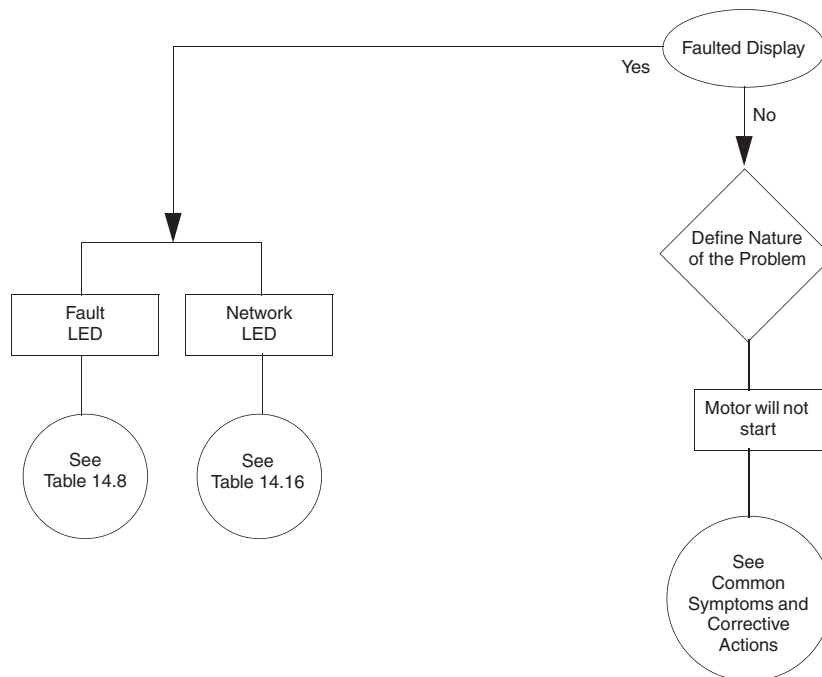 Faulted Display
Yes
No
Define Nature
of the Problem
Fault
LED
Network
LED
Motor will not
start
See
Table 14.8
See
Table 14.16
See
Common
Symptoms and
Corrective
Actions